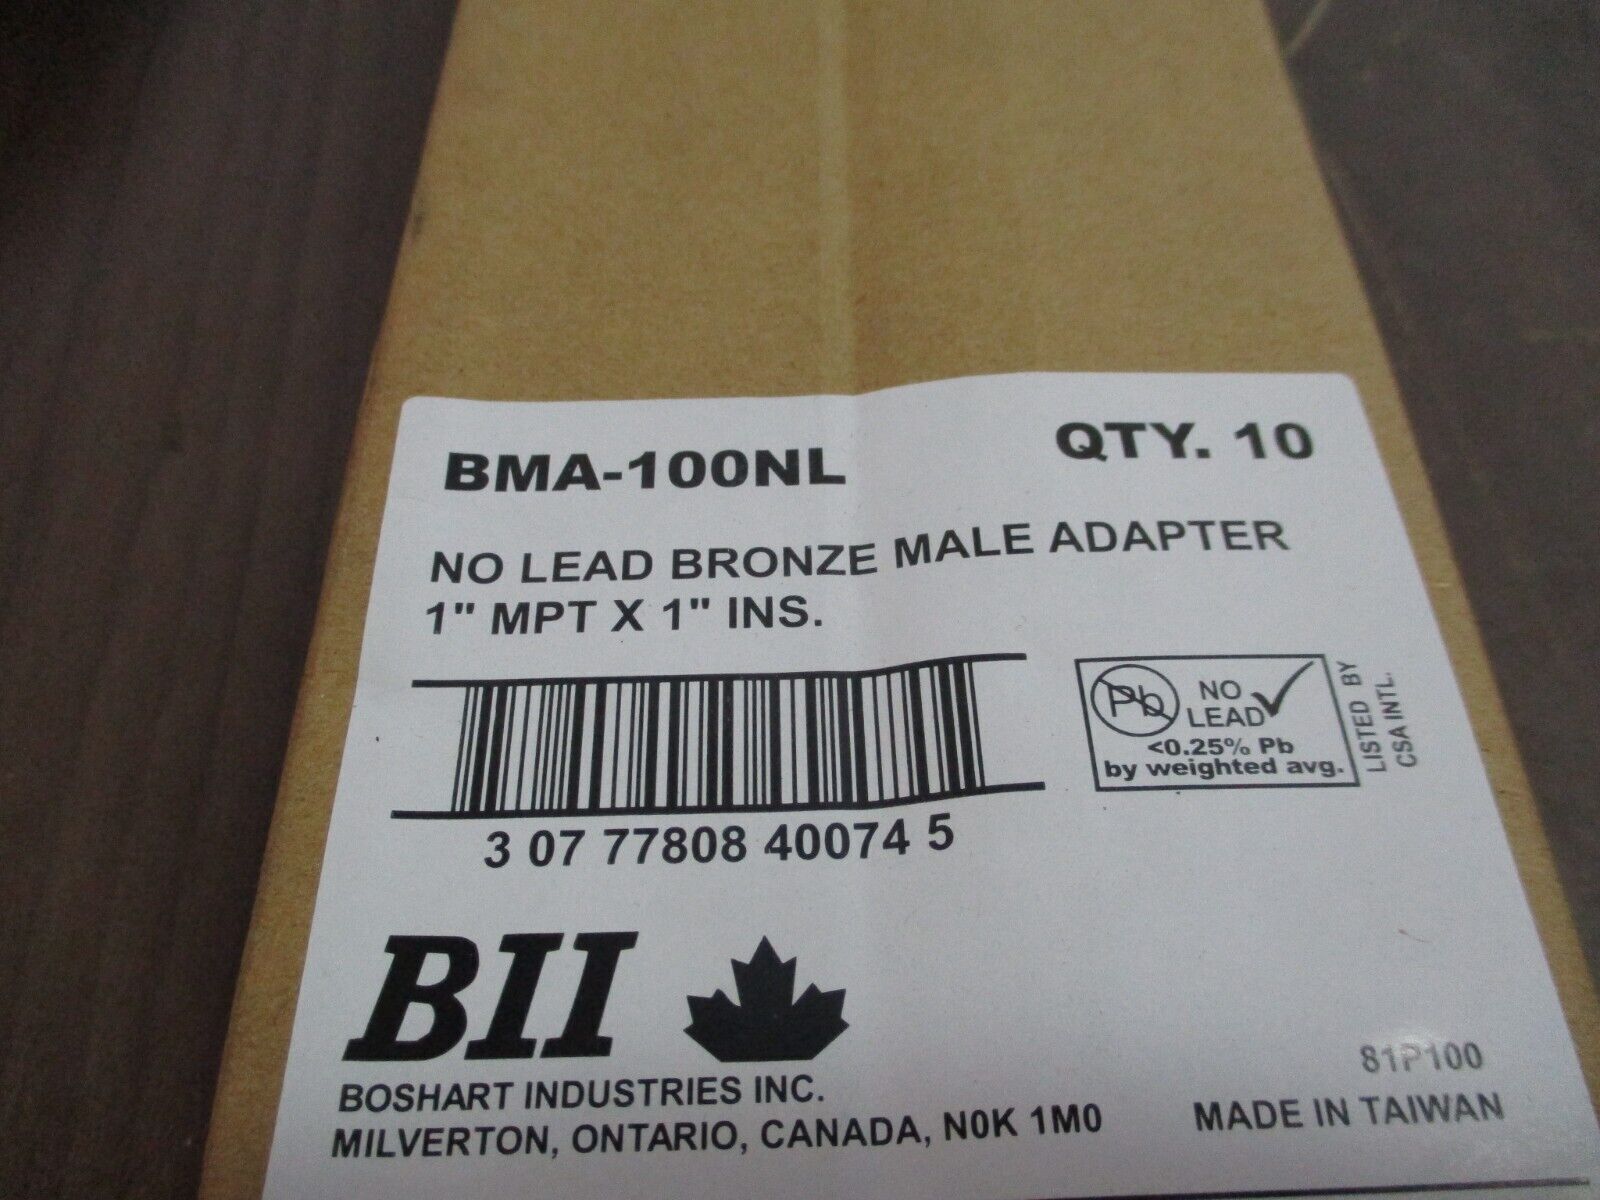 BMA-100NL QTY. 10
NO LEAD BRONZE MALE ADAPTER
1" MPT X 1" INS.
Pb NO LEAD
<0.25% Pb
by weighted avg.
LISTED BY
CSA INTL.
3 07 77808 40074 5
BII
BOSHART INDUSTRIES INC.
MILVERTON, ONTARIO, CANADA, N0K 1M0
81P100
MADE IN TAIWAN